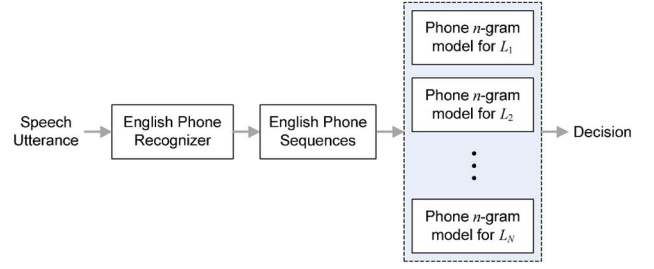 Speech
Utterance
English Phone
Recognizer
English Phone
Sequences
Phone n-gram
model for L1
Phone n-gram
model for L2
Phone n-gram
model for LN
Decision